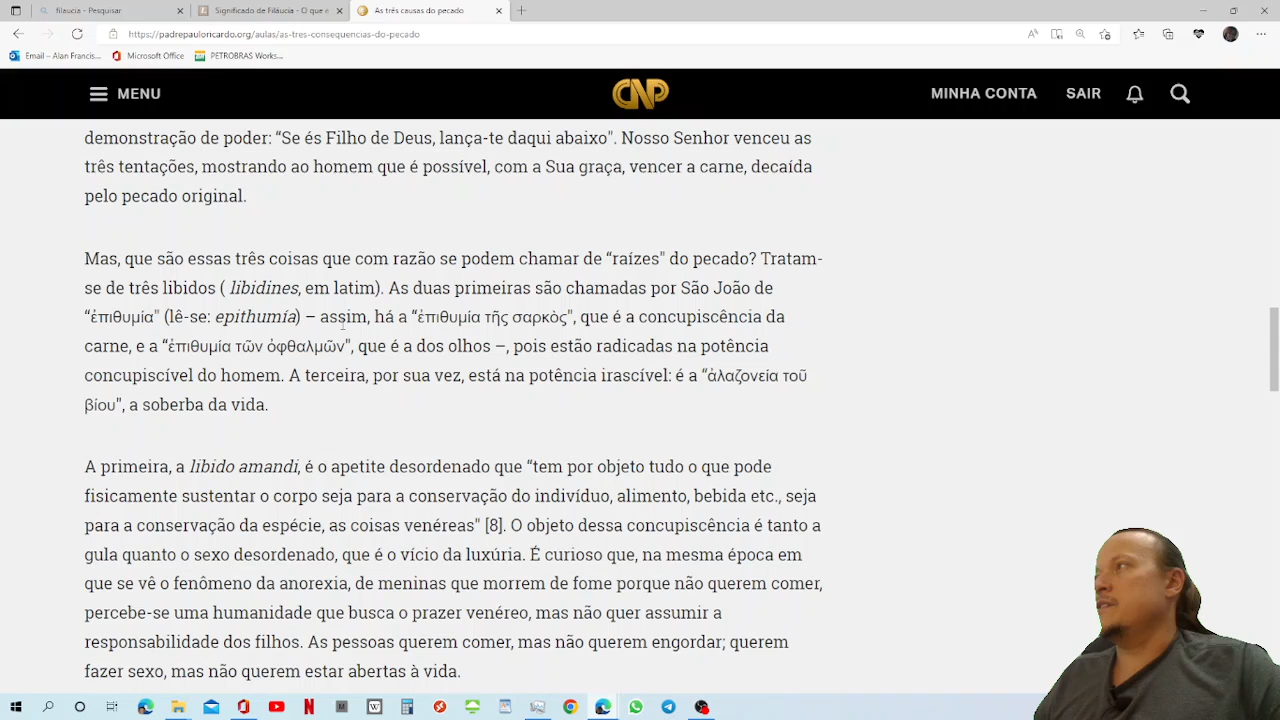 filaucia - Pesquisar
Significado de Filáucia - O que é
As três causas do pecado
https://padrepauloricardo.org/aulas/as-tres-consequencias-do-pecado
Email – Alan Francis...
Microsoft Office
PETROBRAS Works...
MENU
CNP
MINHA CONTA
SAIR
demonstração de poder: “Se és Filho de Deus, lança-te daqui abaixo". Nosso Senhor venceu as
três tentações, mostrando ao homem que é possível, com a Sua graça, vencer a carne, decaída
pelo pecado original.
Mas, que são essas três coisas que com razão se podem chamar de “raízes" do pecado? Tratam-
se de três libidos ( libidines, em latim). As duas primeiras são chamadas por São João de
“ἐπιθυμία" (lê-se: epithumía) – assim, há a “ἐπιθυμία τῆς σαρκὸς", que é a concupiscência da
carne, e a “ἐπιθυμία τῶν ὀφθαλμῶν", que é a dos olhos –, pois estão radicadas na potência
concupiscível do homem. A terceira, por sua vez, está na potência irascível: é a “ἀλαζονεία τοῦ
βίου", a soberba da vida.
A primeira, a libido amandi, é o apetite desordenado que “tem por objeto tudo o que pode
fisicamente sustentar o corpo seja para a conservação do indivíduo, alimento, bebida etc., seja
para a conservação da espécie, as coisas venéreas" [8]. O objeto dessa concupiscência é tanto a
gula quanto o sexo desordenado, que é o vício da luxúria. É curioso que, na mesma época em
que se vê o fenômeno da anorexia, de meninas que morrem de fome porque não querem comer,
percebe-se uma humanidade que busca o prazer venéreo, mas não quer assumir a
responsabilidade dos filhos. As pessoas querem comer, mas não querem engordar; querem
fazer sexo, mas não querem estar abertas à vida.